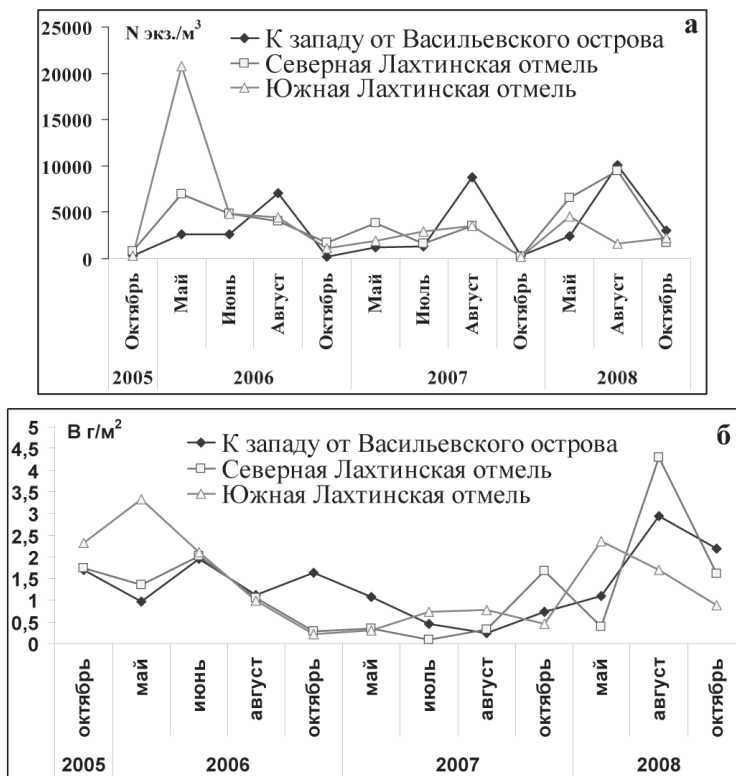 N экз./м³
а
К западу от Васильевского острова
Северная Лахтинская отмель
Южная Лахтинская отмель
25000
20000
15000
10000
5000
0
Октябрь Май Июнь Август Октябрь Май Июль Август Октябрь Май Август Октябрь
2005 2006 2007 2008
В г/м²
б
К западу от Васильевского острова
Северная Лахтинская отмель
Южная Лахтинская отмель
5
4,5
4
3,5
3
2,5
2
1,5
1
0,5
0
октябрь май июнь август октябрь май июль август октябрь май август октябрь
2005 2006 2007 2008